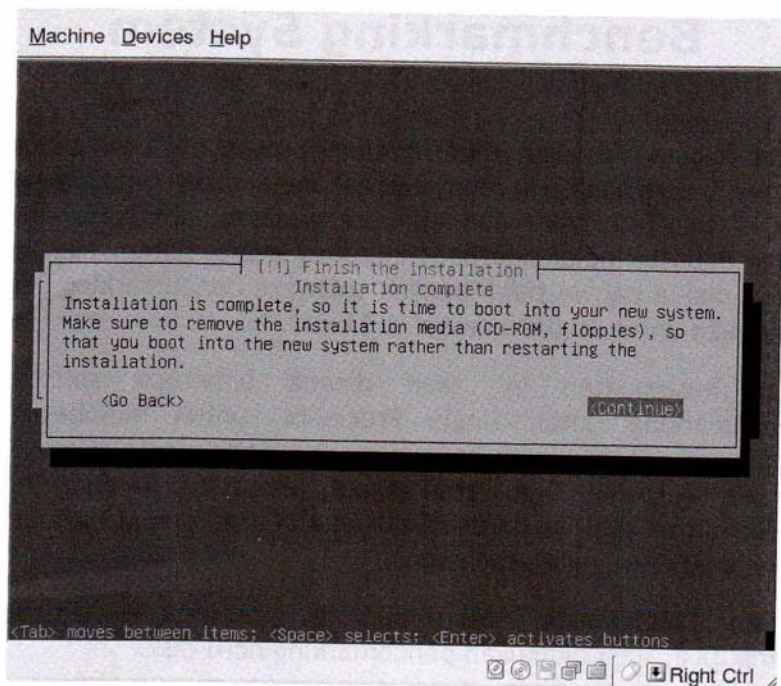 Machine Devices Help
[!!] Finish the installation
Installation complete
Installation is complete, so it is time to boot into your new system.
Make sure to remove the installation media (CD-ROM, floppies), so
that you boot into the new system rather than restarting the
installation.
<Go Back> <Continue>
<Tab> moves between items; <Space> selects; <Enter> activates buttons
Right Ctrl